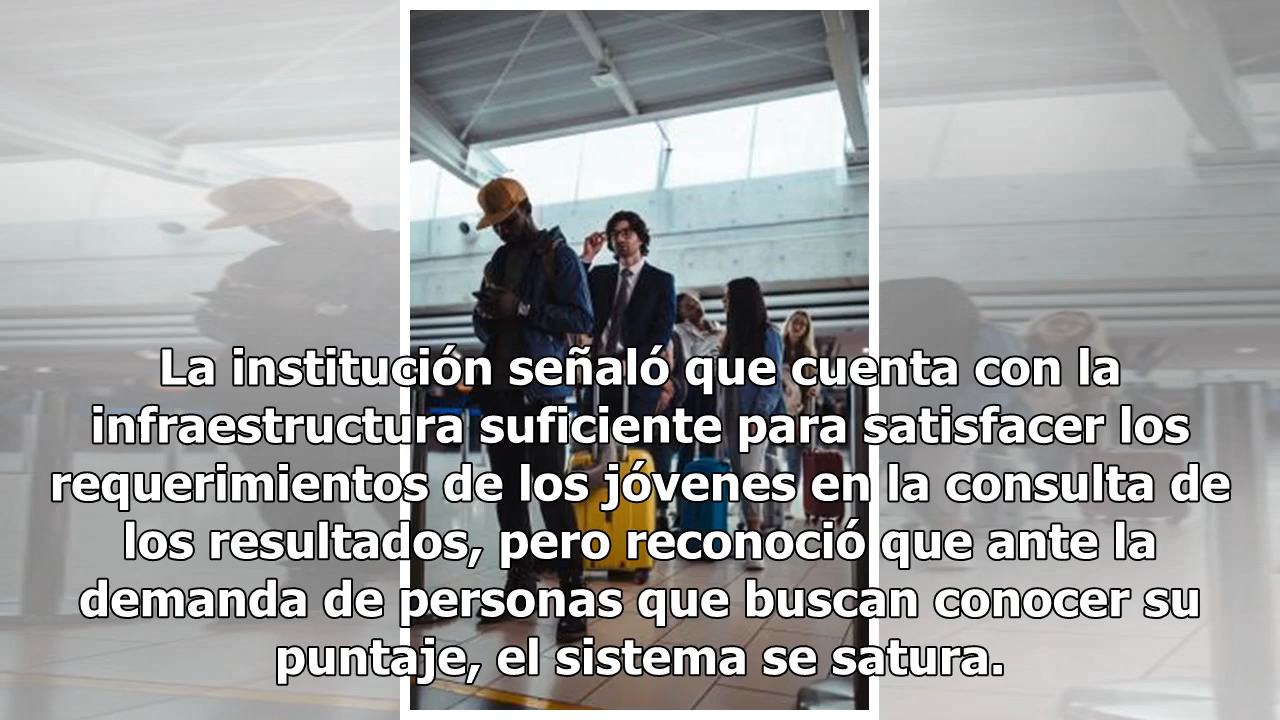 La institución señaló que cuenta con la
infraestructura suficiente para satisfacer los
requerimientos de los jóvenes en la consulta de
los resultados, pero reconoció que ante la
demanda de personas que buscan conocer su
puntaje, el sistema se satura.